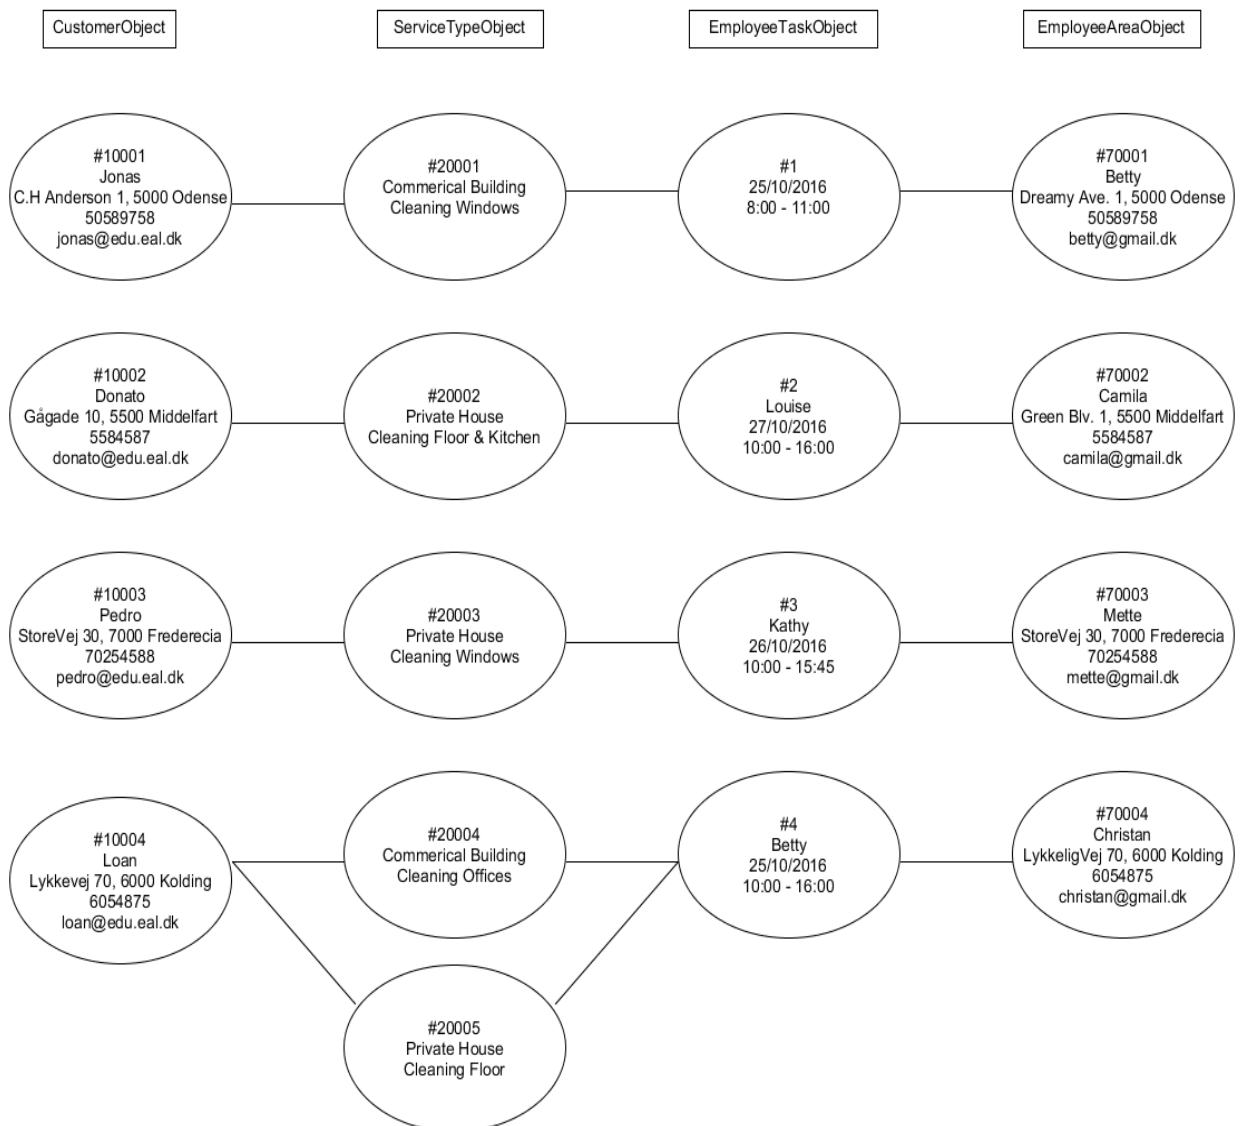 CustomerObject
ServiceTypeObject
EmployeeTaskObject
EmployeeAreaObject
#10001
Jonas
C.H Anderson 1, 5000 Odense
50589758
jonas@edu.eal.dk
#20001
Commerical Building
Cleaning Windows
#1
25/10/2016
8:00 - 11:00
#70001
Betty
Dreamy Ave. 1, 5000 Odense
50589758
betty@gmail.dk
#10002
Donato
Gågade 10, 5500 Middelfart
5584587
donato@edu.eal.dk
#20002
Private House
Cleaning Floor & Kitchen
#2
Louise
27/10/2016
10:00 - 16:00
#70002
Camila
Green Blv. 1, 5500 Middelfart
5584587
camila@gmail.dk
#10003
Pedro
StoreVej 30, 7000 Frederecia
70254588
pedro@edu.eal.dk
#20003
Private House
Cleaning Windows
#3
Kathy
26/10/2016
10:00 - 15:45
#70003
Mette
StoreVej 30, 7000 Frederecia
70254588
mette@gmail.dk
#10004
Loan
Lykkevej 70, 6000 Kolding
6054875
loan@edu.eal.dk
#20004
Commerical Building
Cleaning Offices
#4
Betty
25/10/2016
10:00 - 16:00
#70004
Christan
LykkeligVej 70, 6000 Kolding
6054875
christan@gmail.dk
#20005
Private House
Cleaning Floor